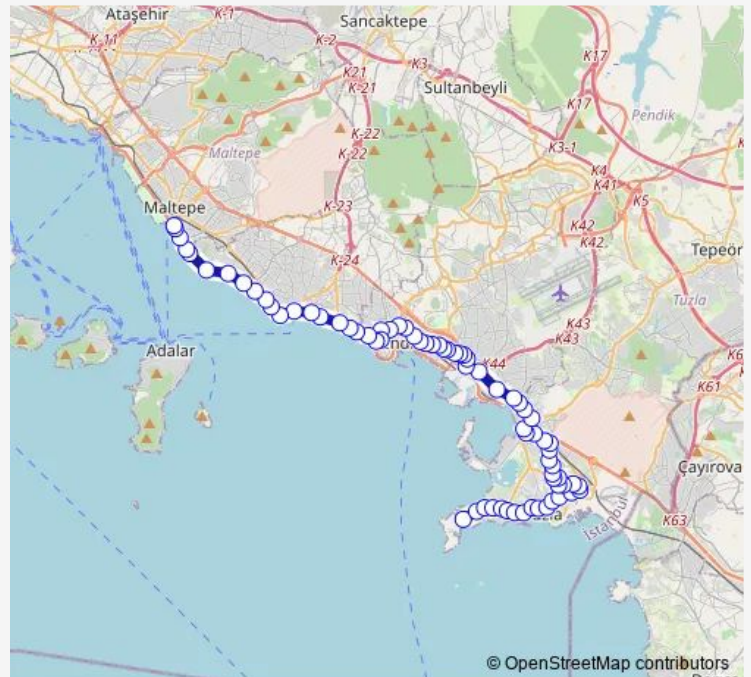 Ataşehir
K-1
Sancaktepe
K-11
K-2
K3
K17
K21
K-21
Sultanbeyli
K17
Pendik
K-22
Maltepe
K-22
K3-1
K4
K41
K5
Maltepe
K-23
K42
K42
K-24
Tepeör
Tuzla
K43
K43
Adalar
K44
K6
K61
Çayırova
İstanbul
K63
© OpenStreetMap contributors